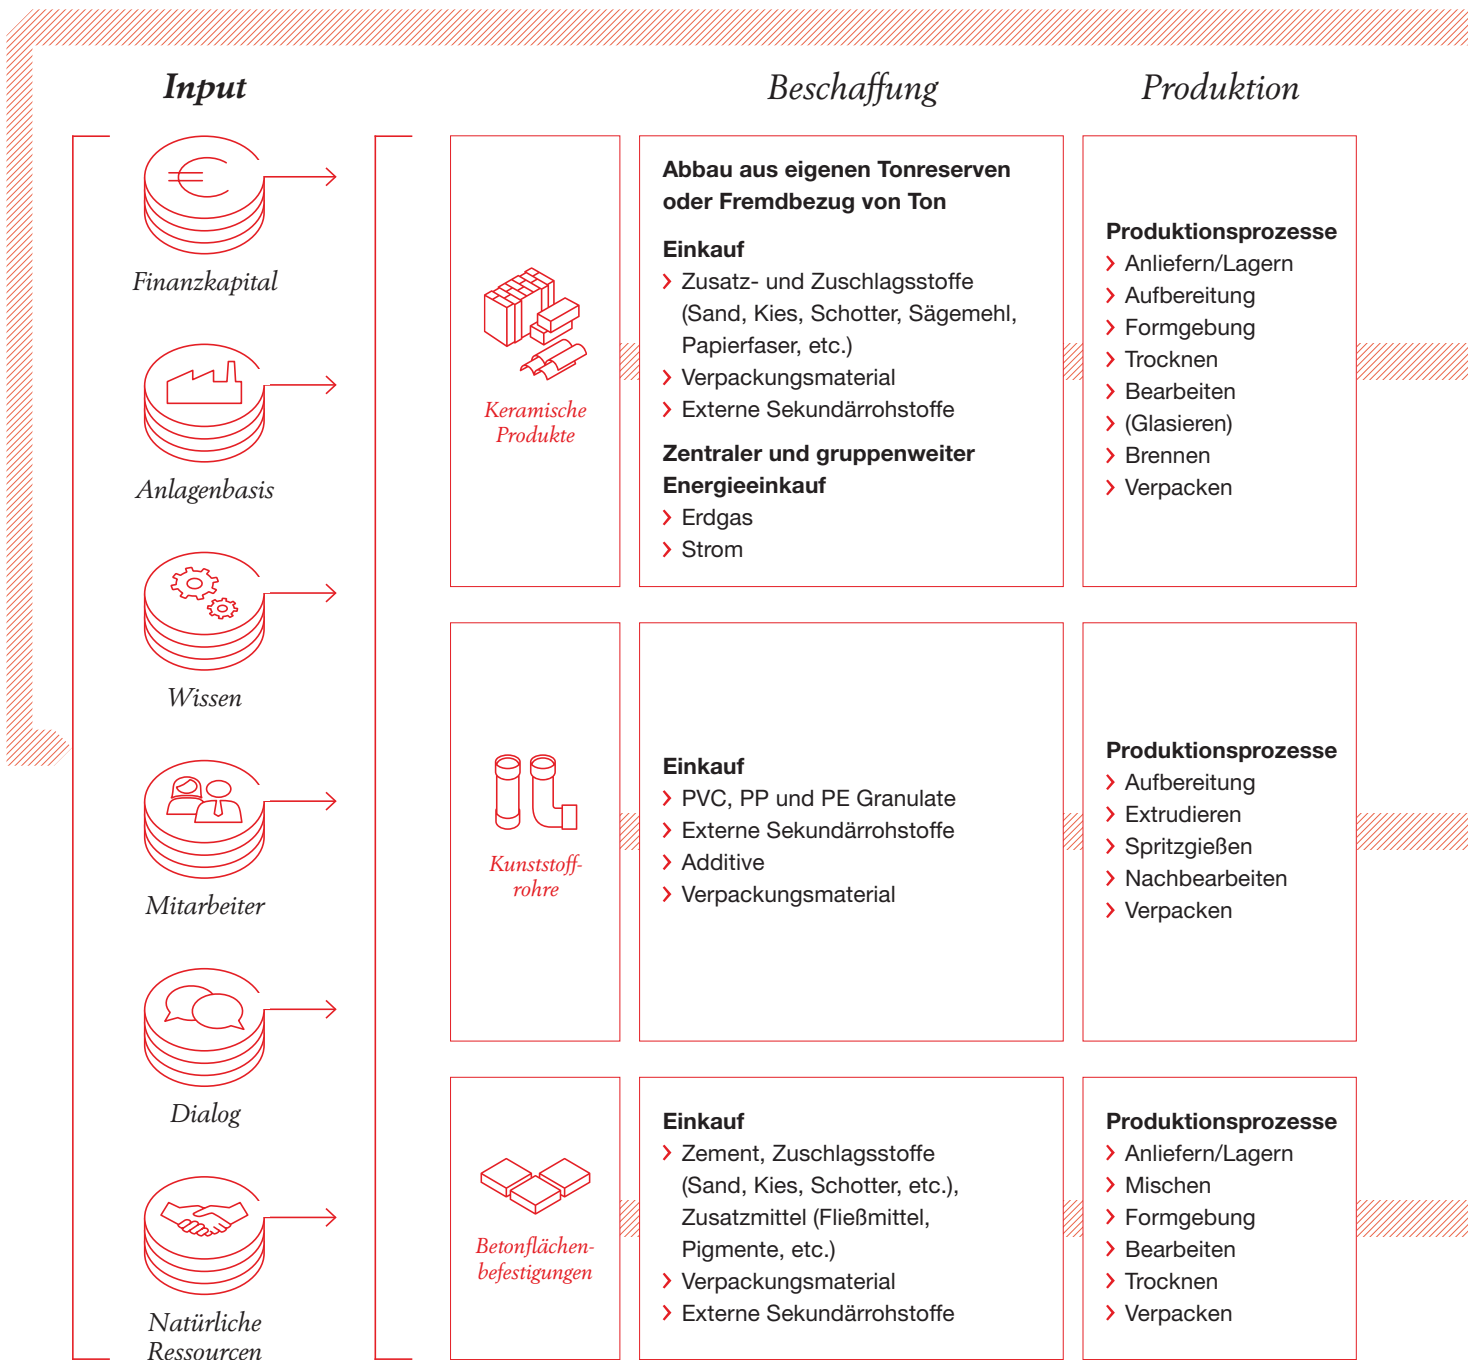 Input
Beschaffung
Produktion
Finanzkapital
Anlagenbasis
Wissen
Mitarbeiter
Dialog
Natürliche
Ressourcen
Keramische
Produkte
Abbau aus eigenen Tonreserven
oder Fremdbezug von Ton
Einkauf
Zusatz- und Zuschlagsstoffe
(Sand, Kies, Schotter, Sägemehl,
Papierfaser, etc.)
Verpackungsmaterial
Externe Sekundärrohstoffe
Zentraler und gruppenweiter
Energieeinkauf
Erdgas
Strom
Produktionsprozesse
Anliefern/Lagern
Aufbereitung
Formgebung
Trocknen
Bearbeiten
(Glasieren)
Brennen
Verpacken
Kunststoff-
rohre
Einkauf
PVC, PP und PE Granulate
Externe Sekundärrohstoffe
Additive
Verpackungsmaterial
Produktionsprozesse
Aufbereitung
Extrudieren
Spritzgießen
Nachbearbeiten
Verpacken
Betonflächen-
befestigungen
Einkauf
Zement, Zuschlagsstoffe
(Sand, Kies, Schotter, etc.),
Zusatzmittel (Fließmittel,
Pigmente, etc.)
Verpackungsmaterial
Externe Sekundärrohstoffe
Produktionsprozesse
Anliefern/Lagern
Mischen
Formgebung
Bearbeiten
Trocknen
Verpacken